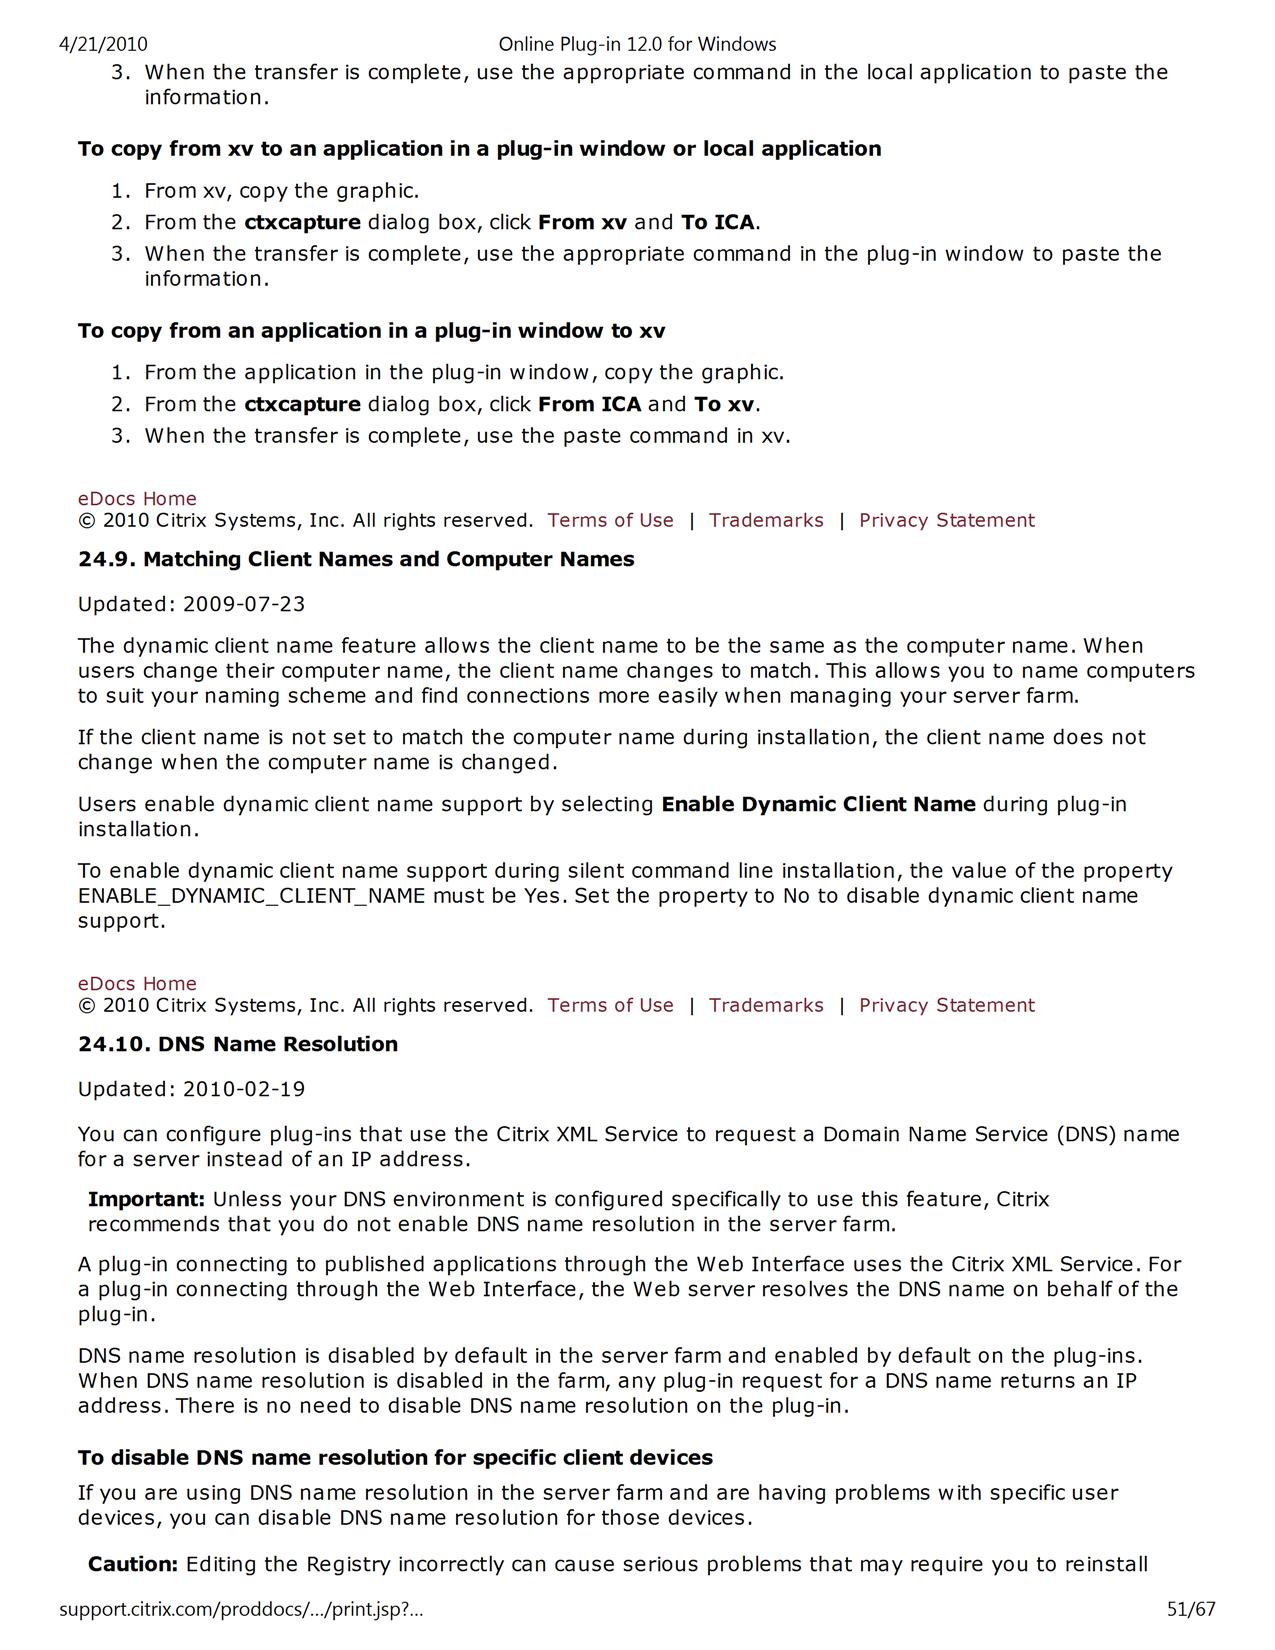 4/21/2010 Online Plug-in 12.0 for Windows
3. When the transfer is complete, use the appropriate command in the local application to paste the
information.
To copy from xv to an application in a plug-in window or local application
1. From xv, copy the graphic.
2. From the ctxcapture dialog box, click From xv and To ICA.
3. When the transfer is complete, use the appropriate command in the plug-in window to paste the
information.
To copy from an application in a plug-in window to xv
1. From the application in the plug-in window, copy the graphic.
2. From the ctxcapture dialog box, click From ICA and To xv.
3. When the transfer is complete, use the paste command in xv.
eDocs Home
© 2010 Citrix Systems, Inc. All rights reserved. Terms of Use | Trademarks | Privacy Statement
24.9. Matching Client Names and Computer Names
Updated: 2009-07-23
The dynamic client name feature allows the client name to be the same as the computer name. When
users change their computer name, the client name changes to match. This allows you to name computers
to suit your naming scheme and find connections more easily when managing your server farm.
If the client name is not set to match the computer name during installation, the client name does not
change when the computer name is changed.
Users enable dynamic client name support by selecting Enable Dynamic Client Name during plug-in
installation.
To enable dynamic client name support during silent command line installation, the value of the property
ENABLE_DYNAMIC_CLIENT_NAME must be Yes. Set the property to No to disable dynamic client name
support.
eDocs Home
© 2010 Citrix Systems, Inc. All rights reserved. Terms of Use | Trademarks | Privacy Statement
24.10. DNS Name Resolution
Updated: 2010-02-19
You can configure plug-ins that use the Citrix XML Service to request a Domain Name Service (DNS) name
for a server instead of an IP address.
Important: Unless your DNS environment is configured specifically to use this feature, Citrix
recommends that you do not enable DNS name resolution in the server farm.
A plug-in connecting to published applications through the Web Interface uses the Citrix XML Service. For
a plug-in connecting through the Web Interface, the Web server resolves the DNS name on behalf of the
plug-in.
DNS name resolution is disabled by default in the server farm and enabled by default on the plug-ins.
When DNS name resolution is disabled in the farm, any plug-in request for a DNS name returns an IP
address. There is no need to disable DNS name resolution on the plug-in.
To disable DNS name resolution for specific client devices
If you are using DNS name resolution in the server farm and are having problems with specific user
devices, you can disable DNS name resolution for those devices.
Caution: Editing the Registry incorrectly can cause serious problems that may require you to reinstall
support.citrix.com/proddocs/.../print.jsp?... 51/67